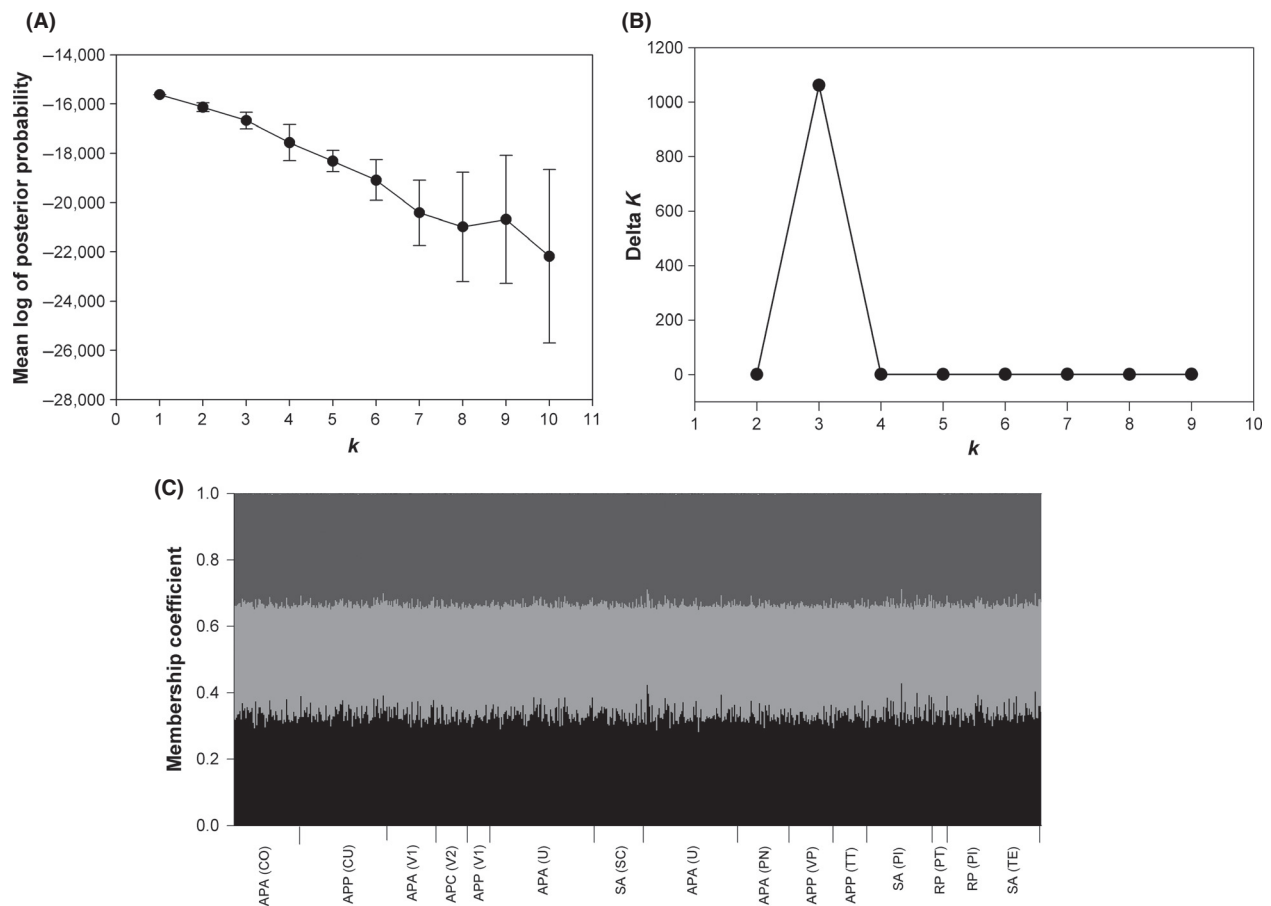 (A)
Mean log of posterior probability
–14,000
–16,000
–18,000
–20,000
–22,000
–24,000
–26,000
–28,000
0 1 2 3 4 5 6 7 8 9 10 11
k
(B)
Delta K
1200
1000
800
600
400
200
0
1 2 3 4 5 6 7 8 9 10
k
(C)
Membership coefficient
1.0
0.8
0.6
0.4
0.2
0.0
APA (CO)
APP (CU)
APA (V1)
APC (V2)
APP (V1)
APA (U)
SA (SC)
APA (U)
APA (PN)
APP (VP)
APP (TT)
SA (PI)
RP (PT)
RP (PI)
SA (TE)